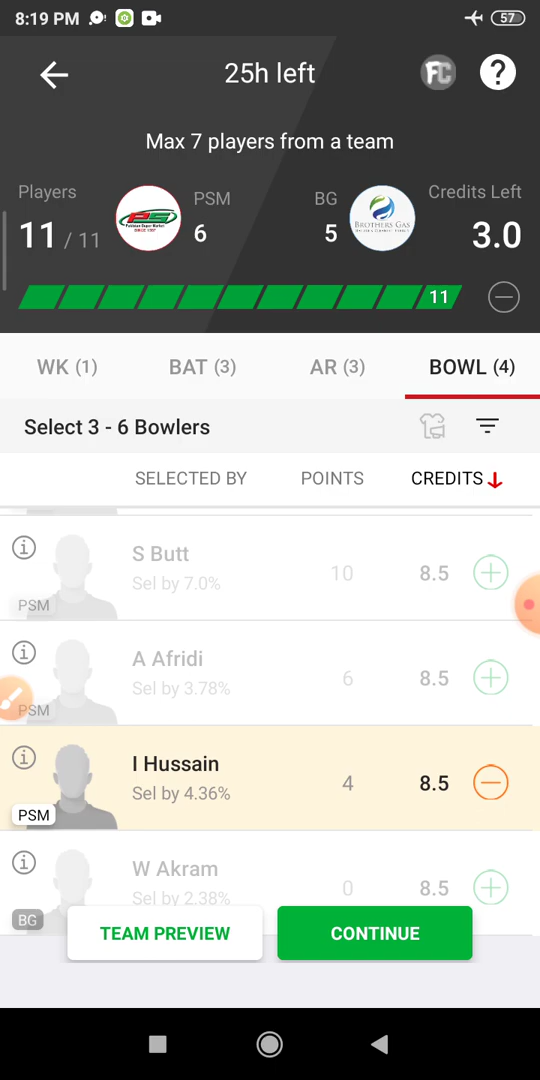 8:19 PM 57
25h left
FC ?
Max 7 players from a team
Players PSM BG Credits Left
11 / 11 PS 6 5 BROTHERS GAS 3.0
11
WK (1) BAT (3) AR (3) BOWL (4)
Select 3 - 6 Bowlers
SELECTED BY POINTS CREDITS
S Butt
Sel by 7.0% 10 8.5
PSM
A Afridi
Sel by 3.78% 6 8.5
PSM
I Hussain
Sel by 4.36% 4 8.5
PSM
W Akram
Sel by 2.38% 0 8.5
BG
TEAM PREVIEW CONTINUE